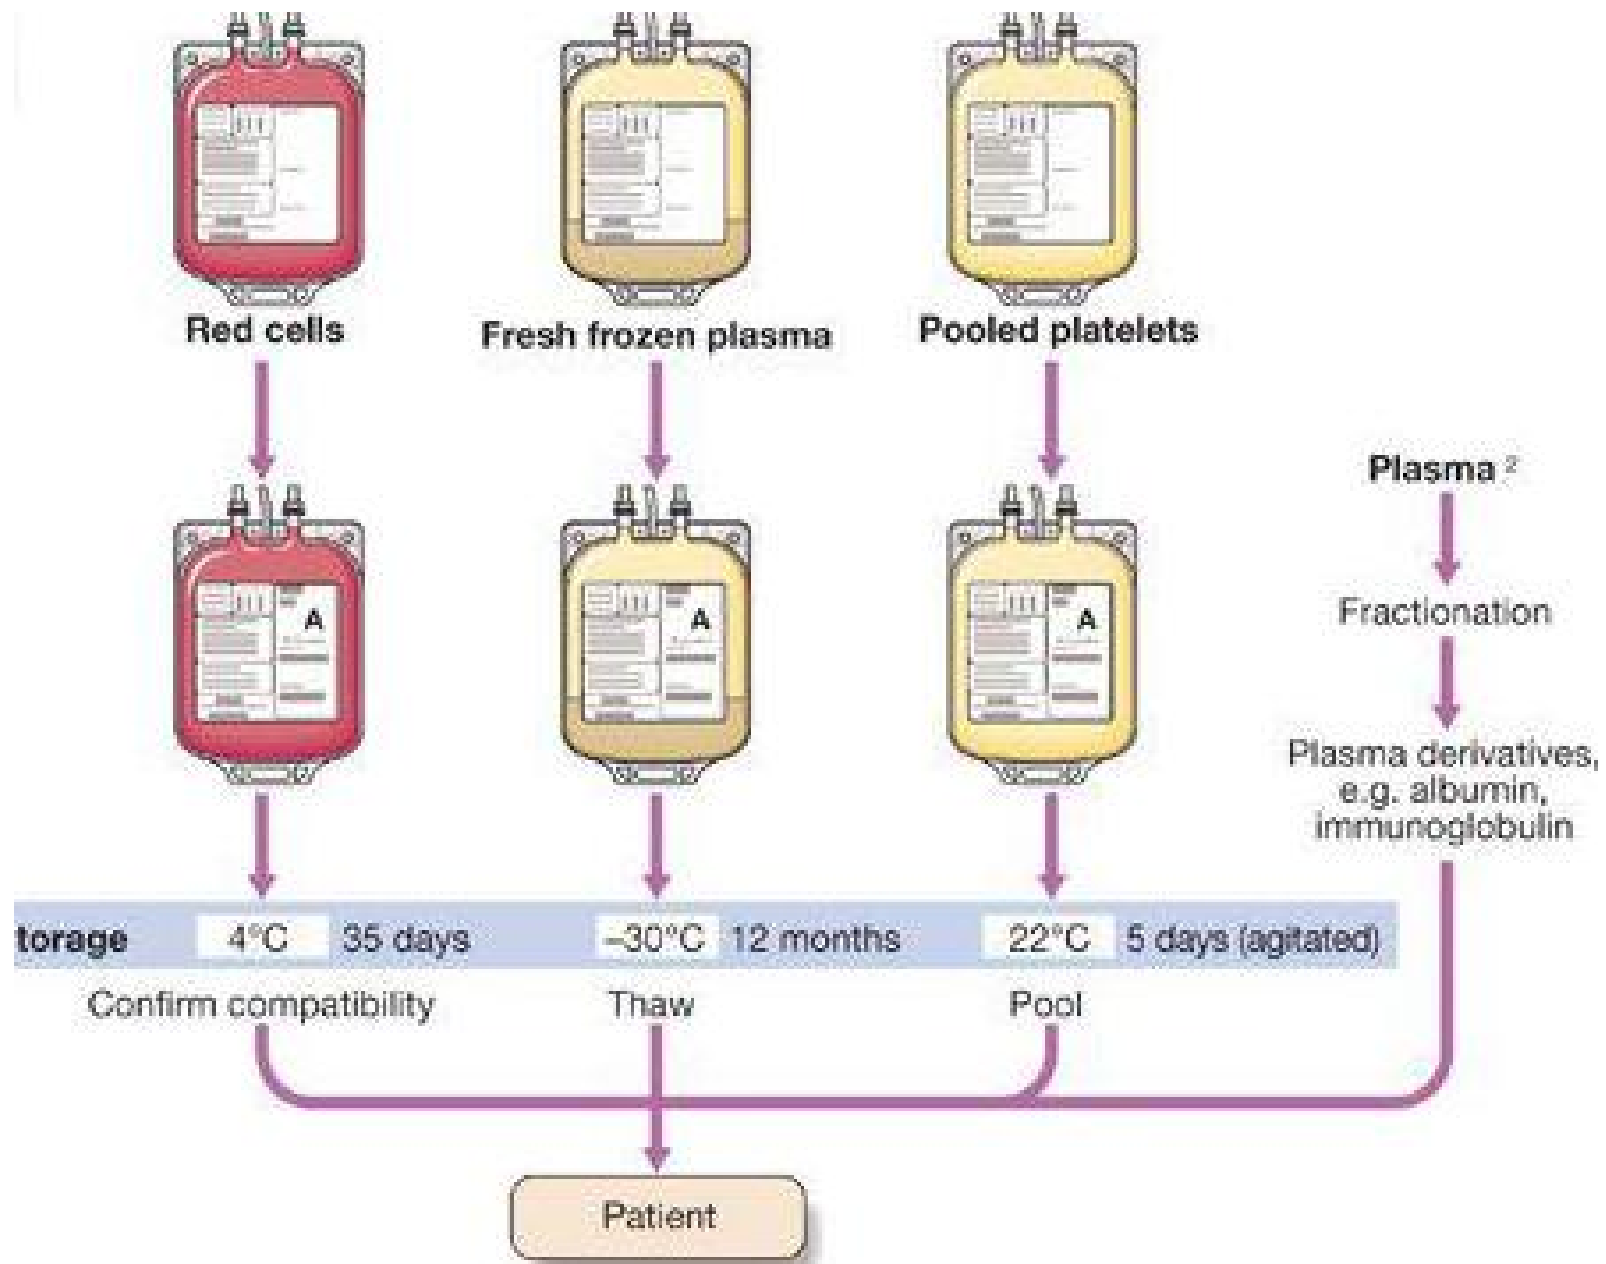 Red cells
Fresh frozen plasma
Pooled platelets
Plasma 2
Fractionation
A
A
A
Plasma derivatives,
e.g. albumin,
immunoglobulin
torage 4°C 35 days –30°C 12 months 22°C 5 days (agitated)
Confirm compatibility
Thaw
Pool
Patient